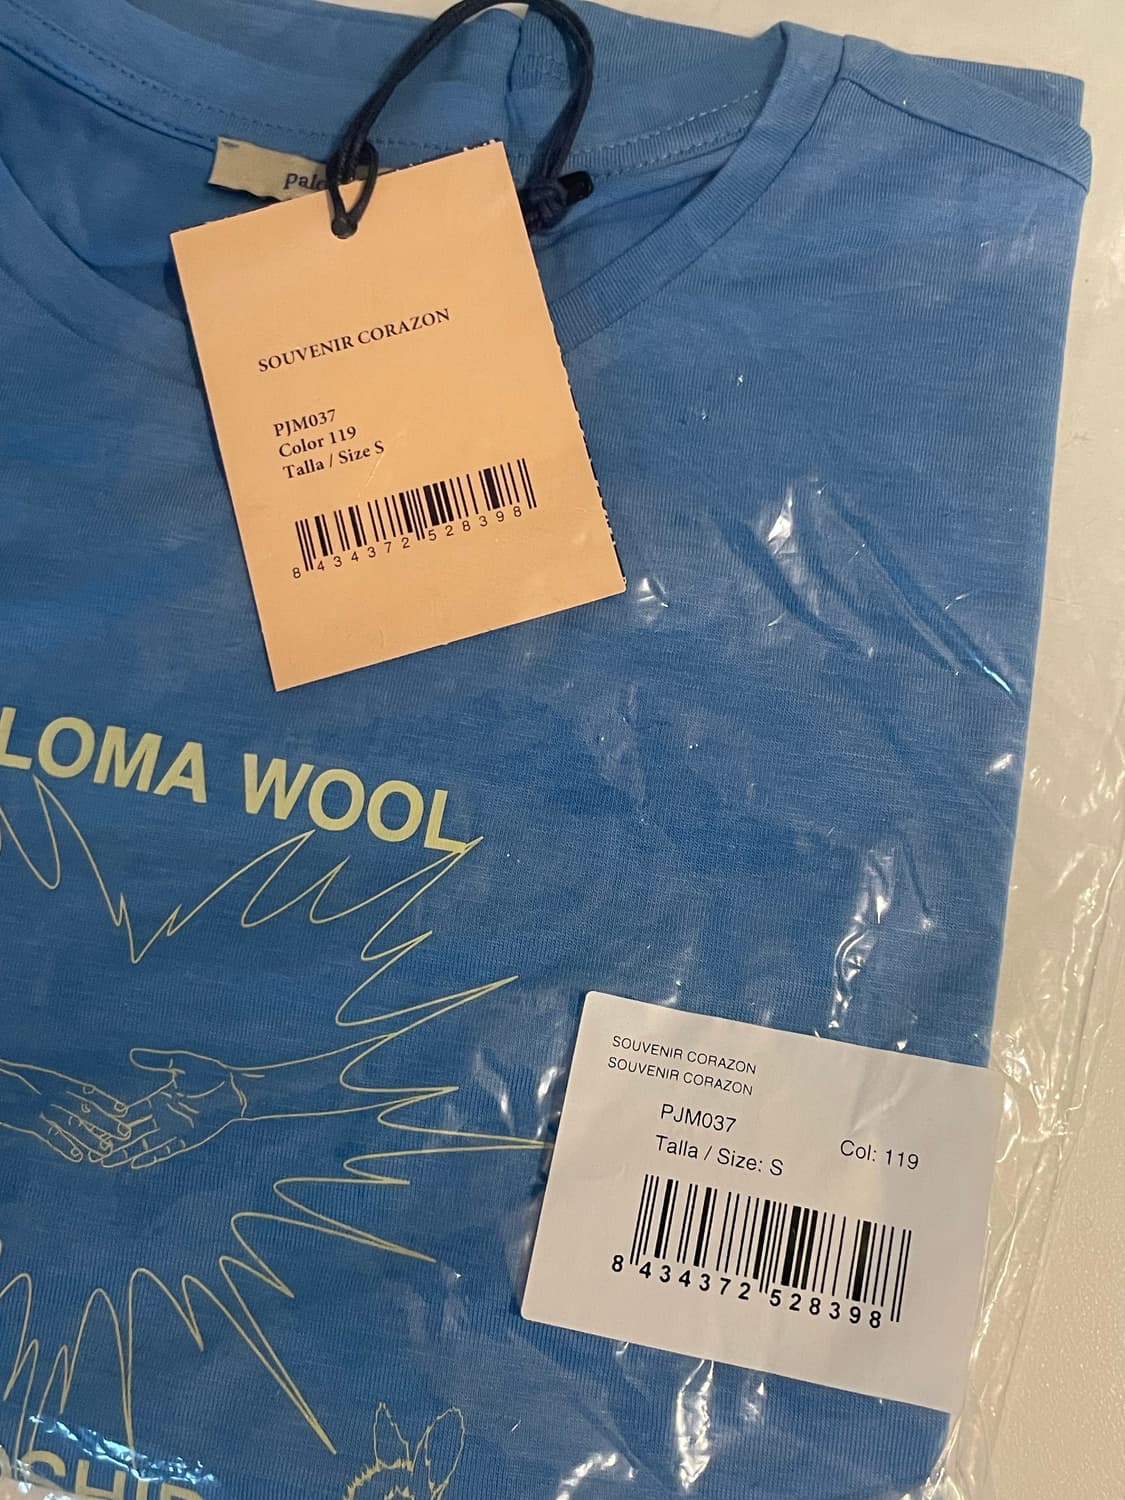 SOUVENIR CORAZON
PJM037
Color 119
Talla / Size S
8 434372 528398
LOMA WOOL
SOUVENIR CORAZON
SOUVENIR CORAZON
PJM037
Talla / Size: S
Col: 119
8 434372 528398